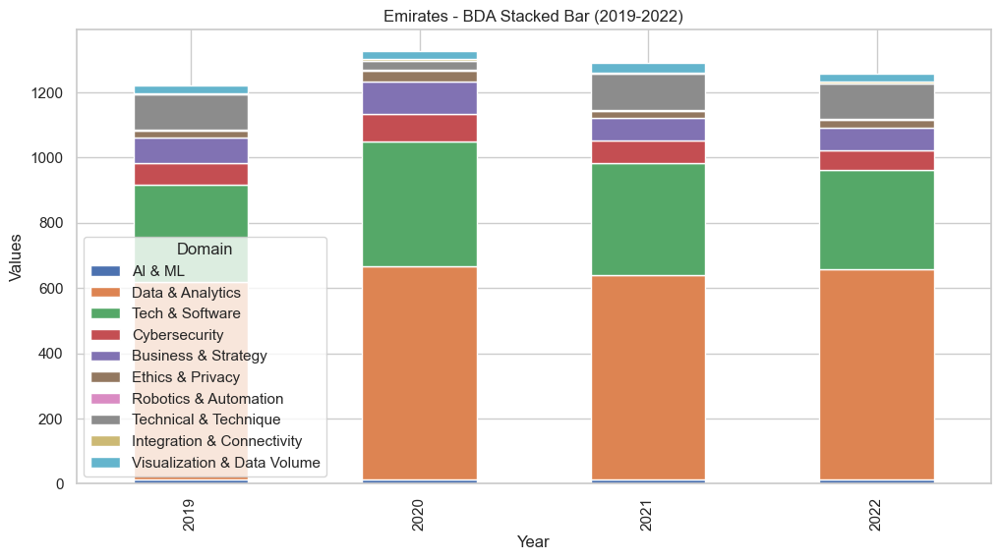 Emirates - BDA Stacked Bar (2019-2022)
Values
1200
1000
800
600
400
200
0
Domain
AI & ML
Data & Analytics
Tech & Software
Cybersecurity
Business & Strategy
Ethics & Privacy
Robotics & Automation
Technical & Technique
Integration & Connectivity
Visualization & Data Volume
2019
2020
2021
2022
Year